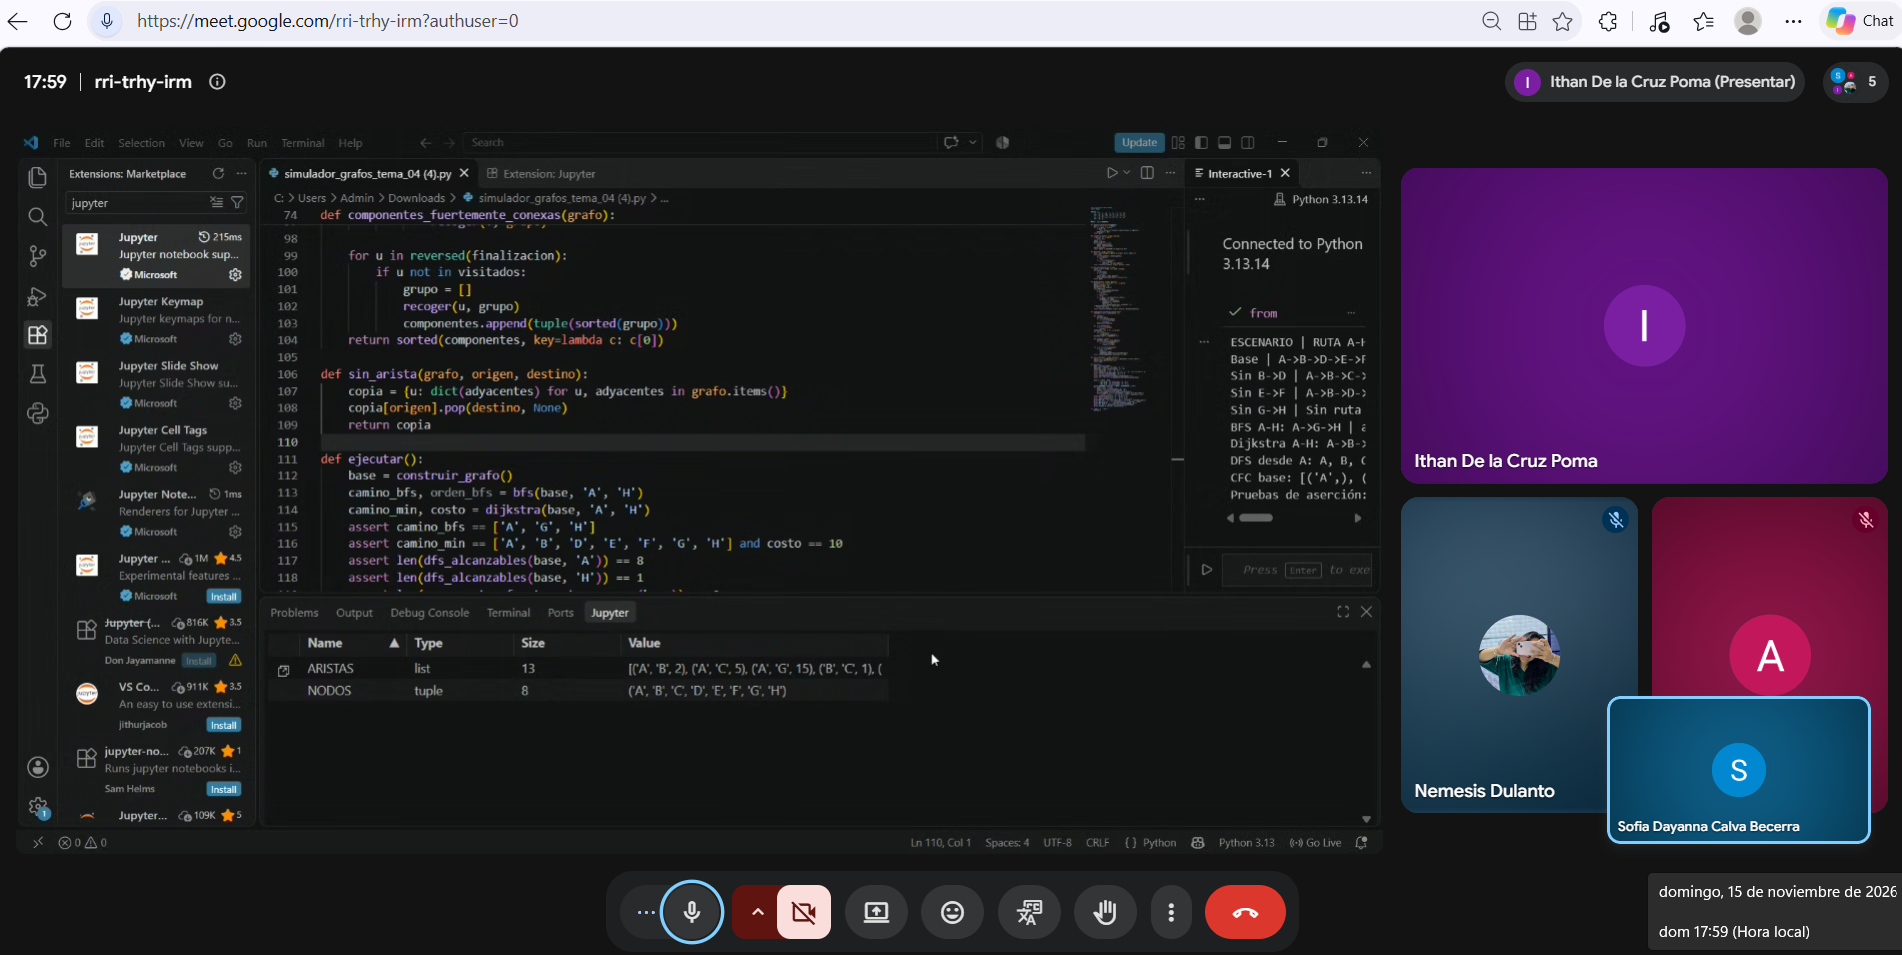 https://meet.google.com/rri-trhy-irm?authuser=0
Chat
17:59 | rri-trhy-irm
Ithan De la Cruz Poma (Presentar)
5
File Edit Selection View Go Run Terminal Help
Search
Update
Extensions: Marketplace
jupyter
Jupyter 215ms
Jupyter notebook sup...
Microsoft
Jupyter Keymap
Jupyter keymaps for n...
Microsoft
Jupyter Slide Show
Jupyter Slide Show su...
Microsoft
Jupyter Cell Tags
Jupyter Cell Tags supp...
Microsoft
Jupyter Note... 1ms
Renderers for Jupyter ...
Microsoft
Jupyter ... 1M 4.5
Experimental features ...
Microsoft Install
Jupyter (... 816K 3.5
Data Science with Jupyte...
Don Jayamanne Install
VS Co... 911K 3.5
An easy to use extensi...
jithurjacob Install
jupyter-no... 207K 1
Runs jupyter notebooks i...
Sam Helms Install
Jupyter... 109K 5
simulador_grafos_tema_04 (4).py
Extension: Jupyter
C: > Users > Admin > Downloads > simulador_grafos_tema_04 (4).py > ...
74 def componentes_fuertemente_conexas(grafo):
98
99 for u in reversed(finalizacion):
100 if u not in visitados:
101 grupo = []
102 recoger(u, grupo)
103 componentes.append(tuple(sorted(grupo)))
104 return sorted(componentes, key=lambda c: c[0])
105
106 def sin_arista(grafo, origen, destino):
107 copia = {u: dict(adyacentes) for u, adyacentes in grafo.items()}
108 copia[origen].pop(destino, None)
109 return copia
110
111 def ejecutar():
112 base = construir_grafo()
113 camino_bfs, orden_bfs = bfs(base, 'A', 'H')
114 camino_min, costo = dijkstra(base, 'A', 'H')
115 assert camino_bfs == ['A', 'G', 'H']
116 assert camino_min == ['A', 'B', 'D', 'E', 'F', 'G', 'H'] and costo == 10
117 assert len(dfs_alcanzables(base, 'A')) == 8
118 assert len(dfs_alcanzables(base, 'H')) == 1
Interactive-1
Python 3.13.14
Connected to Python
3.13.14
from
ESCENARIO | RUTA A-H
Base | A->B->D->E->F
Sin B->D | A->B->C->
Sin E->F | A->B->D->
Sin G->H | Sin ruta
BFS A-H: A->G->H | a
Dijkstra A-H: A->B->
DFS desde A: A, B, C
CFC base: [('A',), (
Pruebas de aserción:
Press Enter to exe
Problems Output Debug Console Terminal Ports Jupyter
Name Type Size Value
ARISTAS list 13 [('A', 'B', 2), ('A', 'C', 5), ('A', 'G', 15), ('B', 'C', 1), (
NODOS tuple 8 ('A', 'B', 'C', 'D', 'E', 'F', 'G', 'H')
1
0 0
Ln 110, Col 1 Spaces: 4 UTF-8 CRLF { } Python Python 3.13 Go Live
I
Ithan De la Cruz Poma
Nemesis Dulanto
A
S
Sofia Dayanna Calva Becerra
domingo, 15 de noviembre de 2026
dom 17:59 (Hora local)